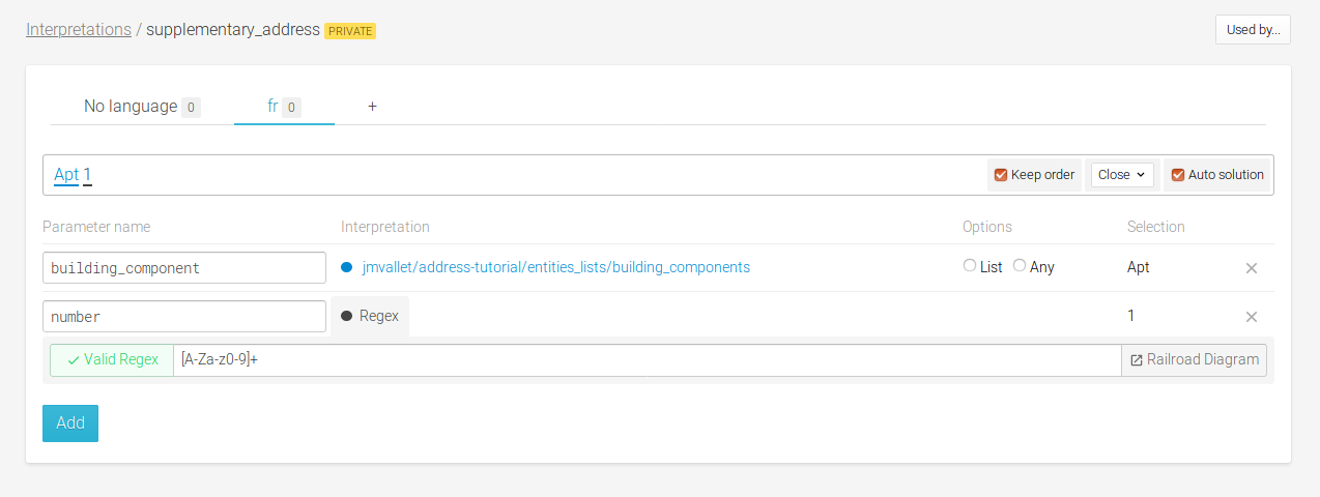 Interpretations / supplementary_address PRIVATE Used by...
No language 0 fr 0 +
Apt 1 Keep order Close Auto solution
Parameter name Interpretation Options Selection
building_component jmvallet/address-tutorial/entities_lists/building_components List Any Apt
number Regex 1
Valid Regex [A-Za-z0-9]+ Railroad Diagram
Add